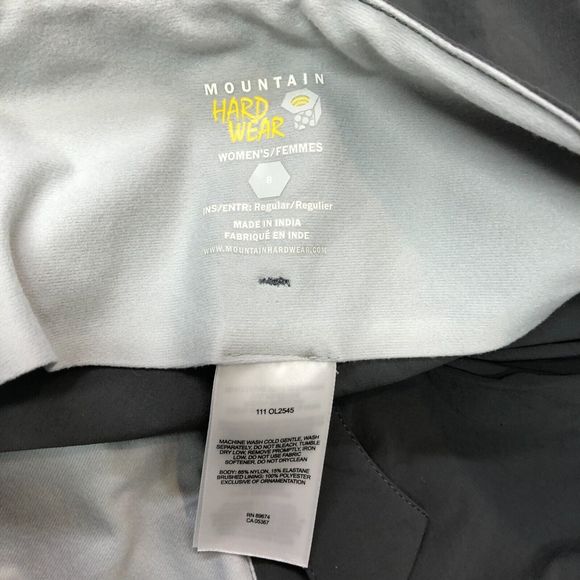 MOUNTAIN
HARD
WEAR
WOMEN'S/FEMMES
8
INS/ENTR: Regular/Regulier
MADE IN INDIA
FABRIQUÉ EN INDE
WWW.MOUNTAINHARDWEAR.COM
111 OL2545
MACHINE WASH COLD GENTLE, WASH
SEPARATELY, DO NOT BLEACH, TUMBLE
DRY LOW, REMOVE PROMPTLY, IRON
LOW, DO NOT USE FABRIC
SOFTENER, DO NOT DRYCLEAN
BODY: 85% NYLON, 15% ELASTANE
BRUSHED LINING: 100% POLYESTER
EXCLUSIVE OF ORNAMENTATION
RN 89674
CA 05367